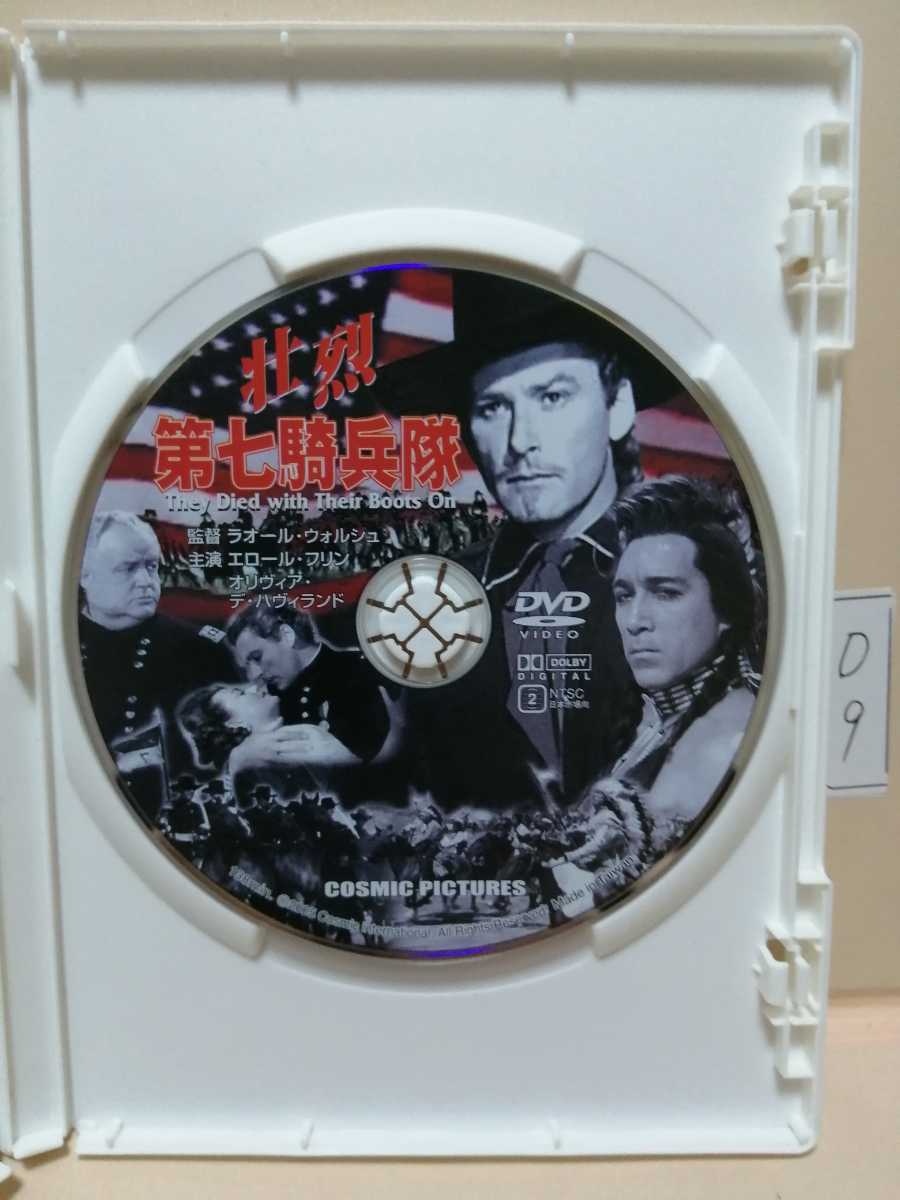 壮烈
第七騎兵隊
They Died with Their Boots On
監督 ラオール・ウォルシュ
主演 エロール・フリン
オリヴィア・
デ・ハヴィランド
DVD
VIDEO
DOLBY
DIGITAL
2 NTSC
日本市場向
D
9
7
COSMIC PICTURES
Cosmic International. All Rights Reserved. Made in Taiwan